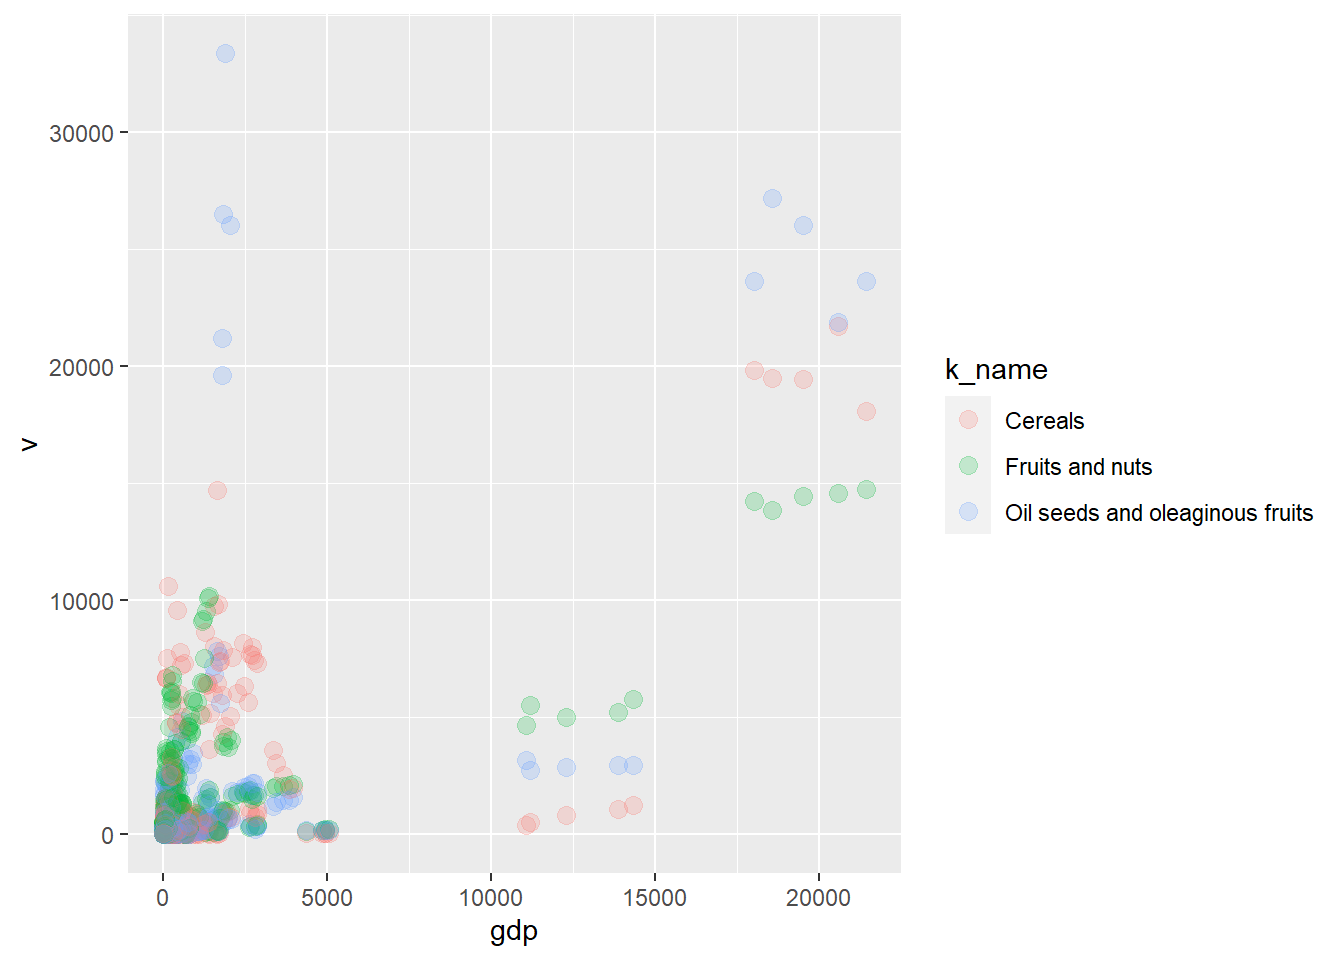 30000
20000
10000
0
v
0 5000 10000 15000 20000
gdp
k_name
Cereals
Fruits and nuts
Oil seeds and oleaginous fruits